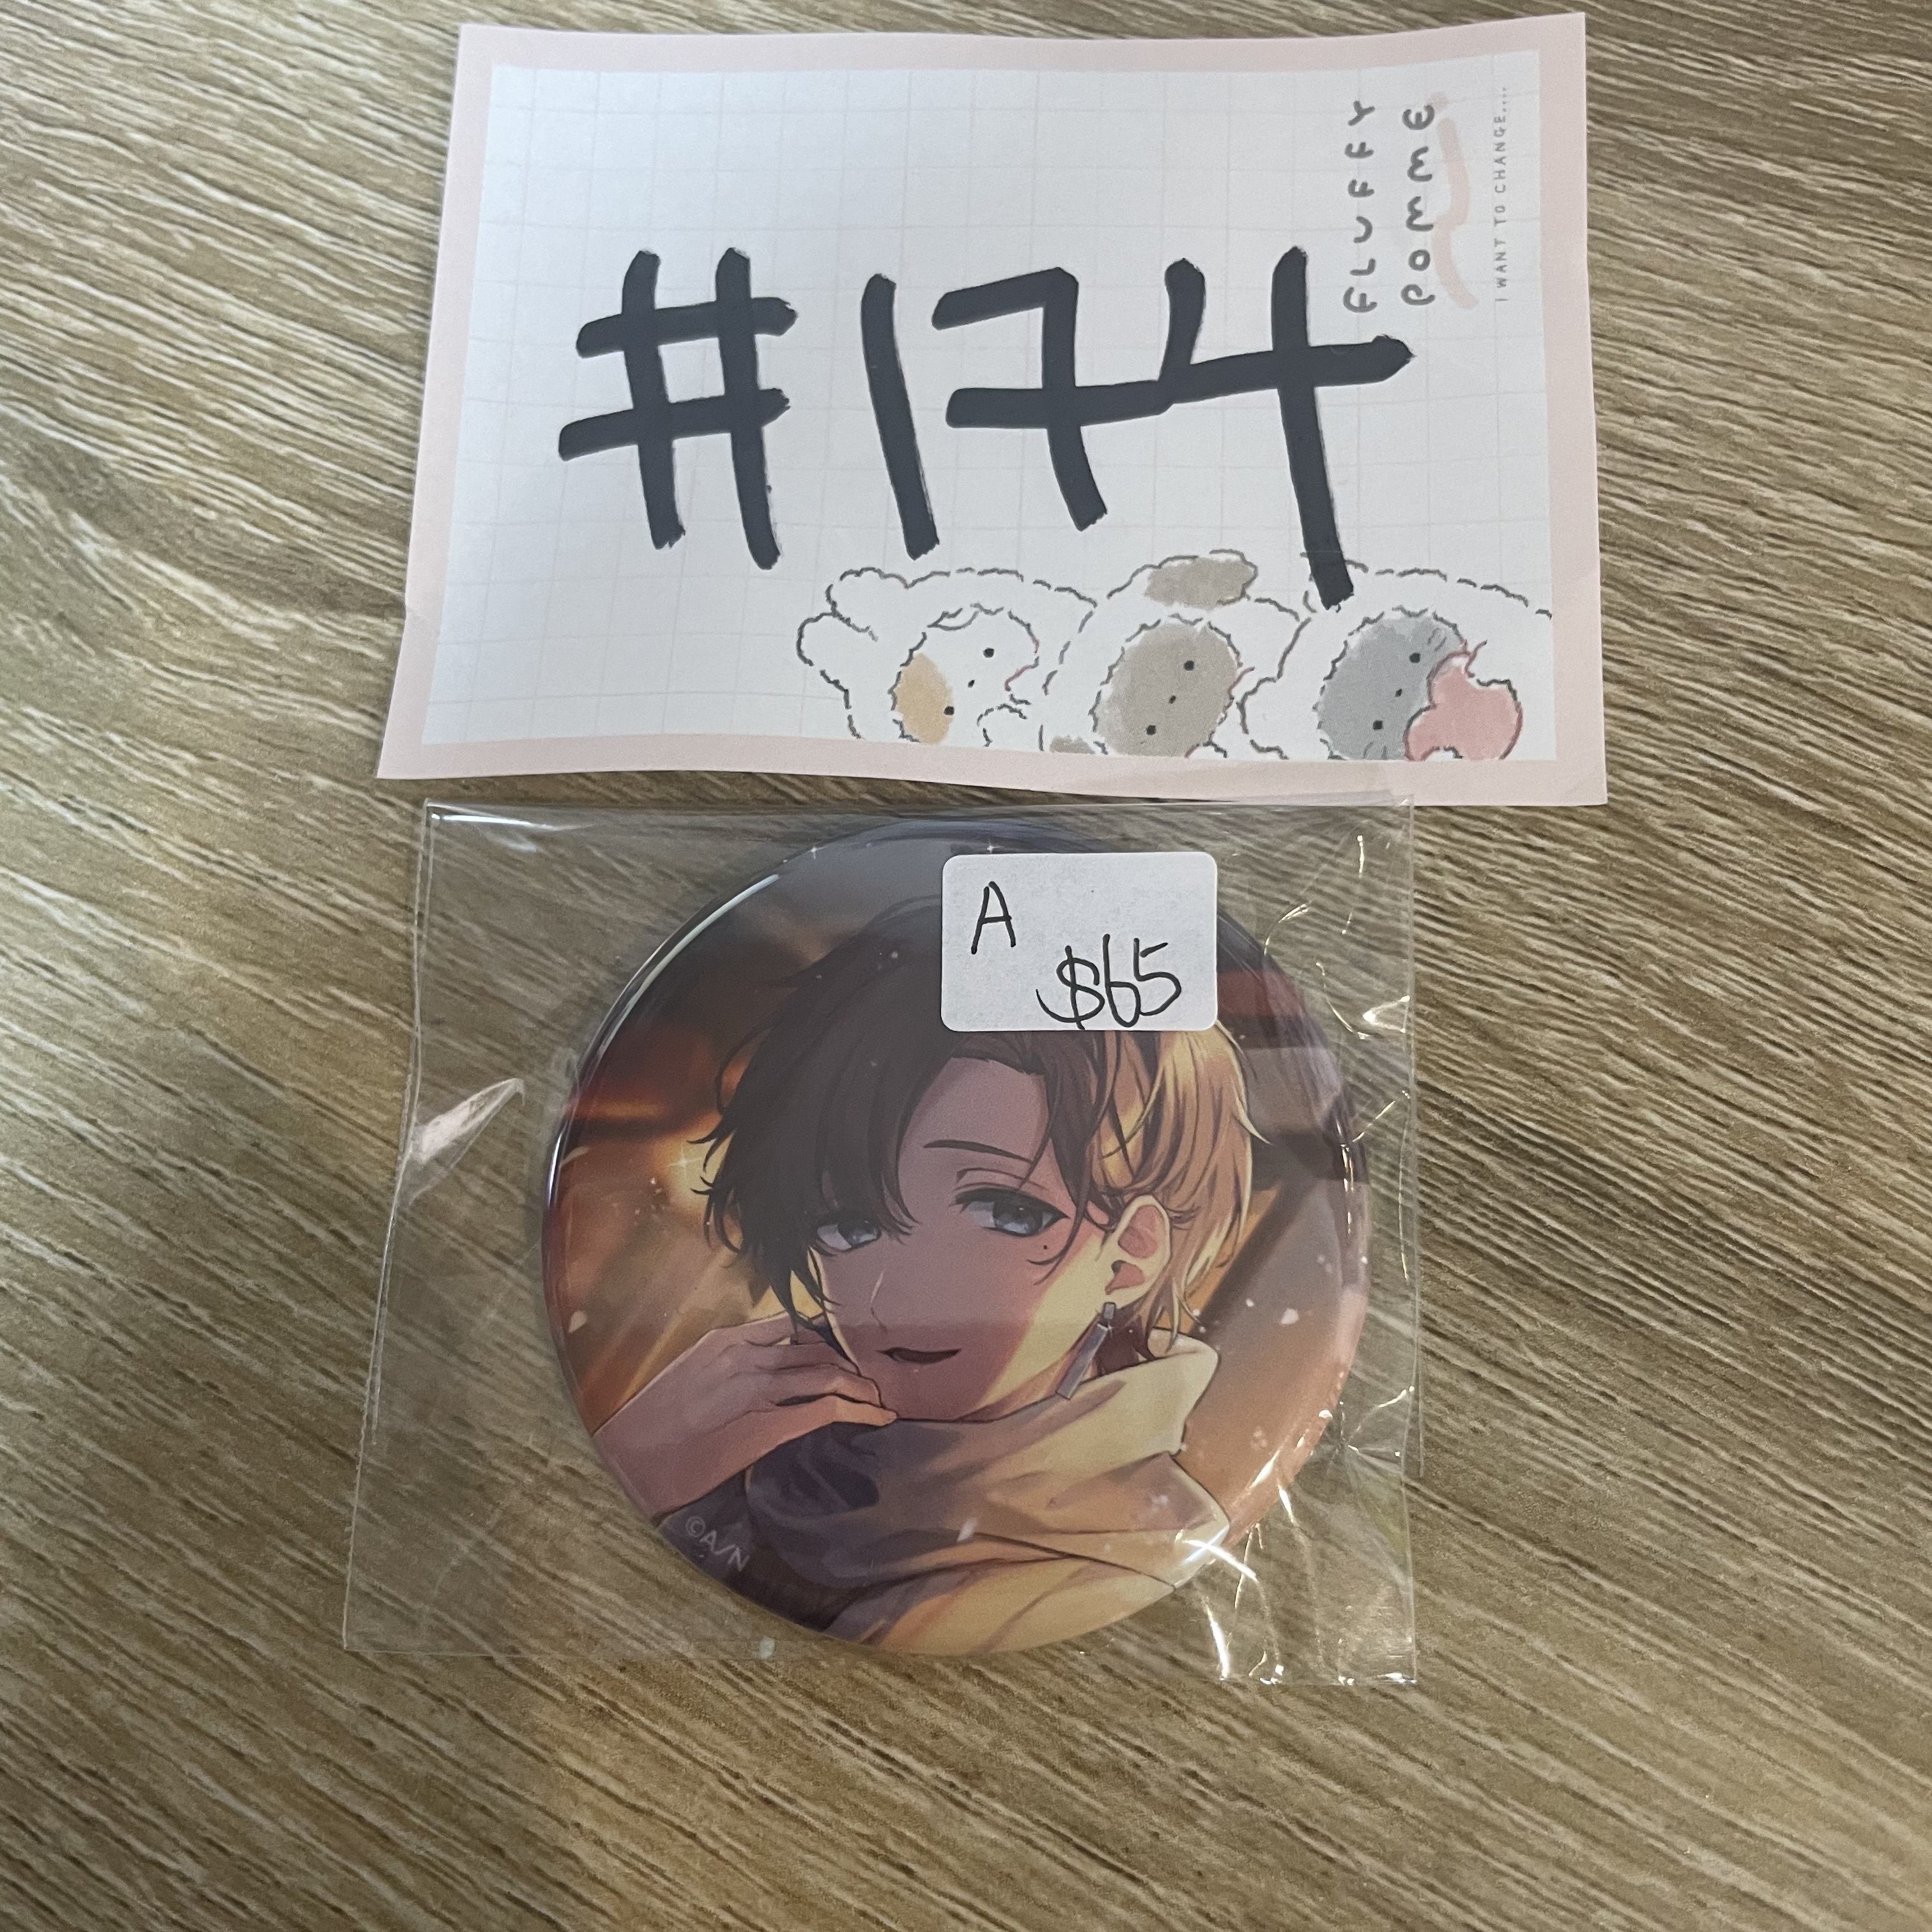 #174
FLUFFY
POMME
I WANT TO CHANGE....
A
$65
©A/N